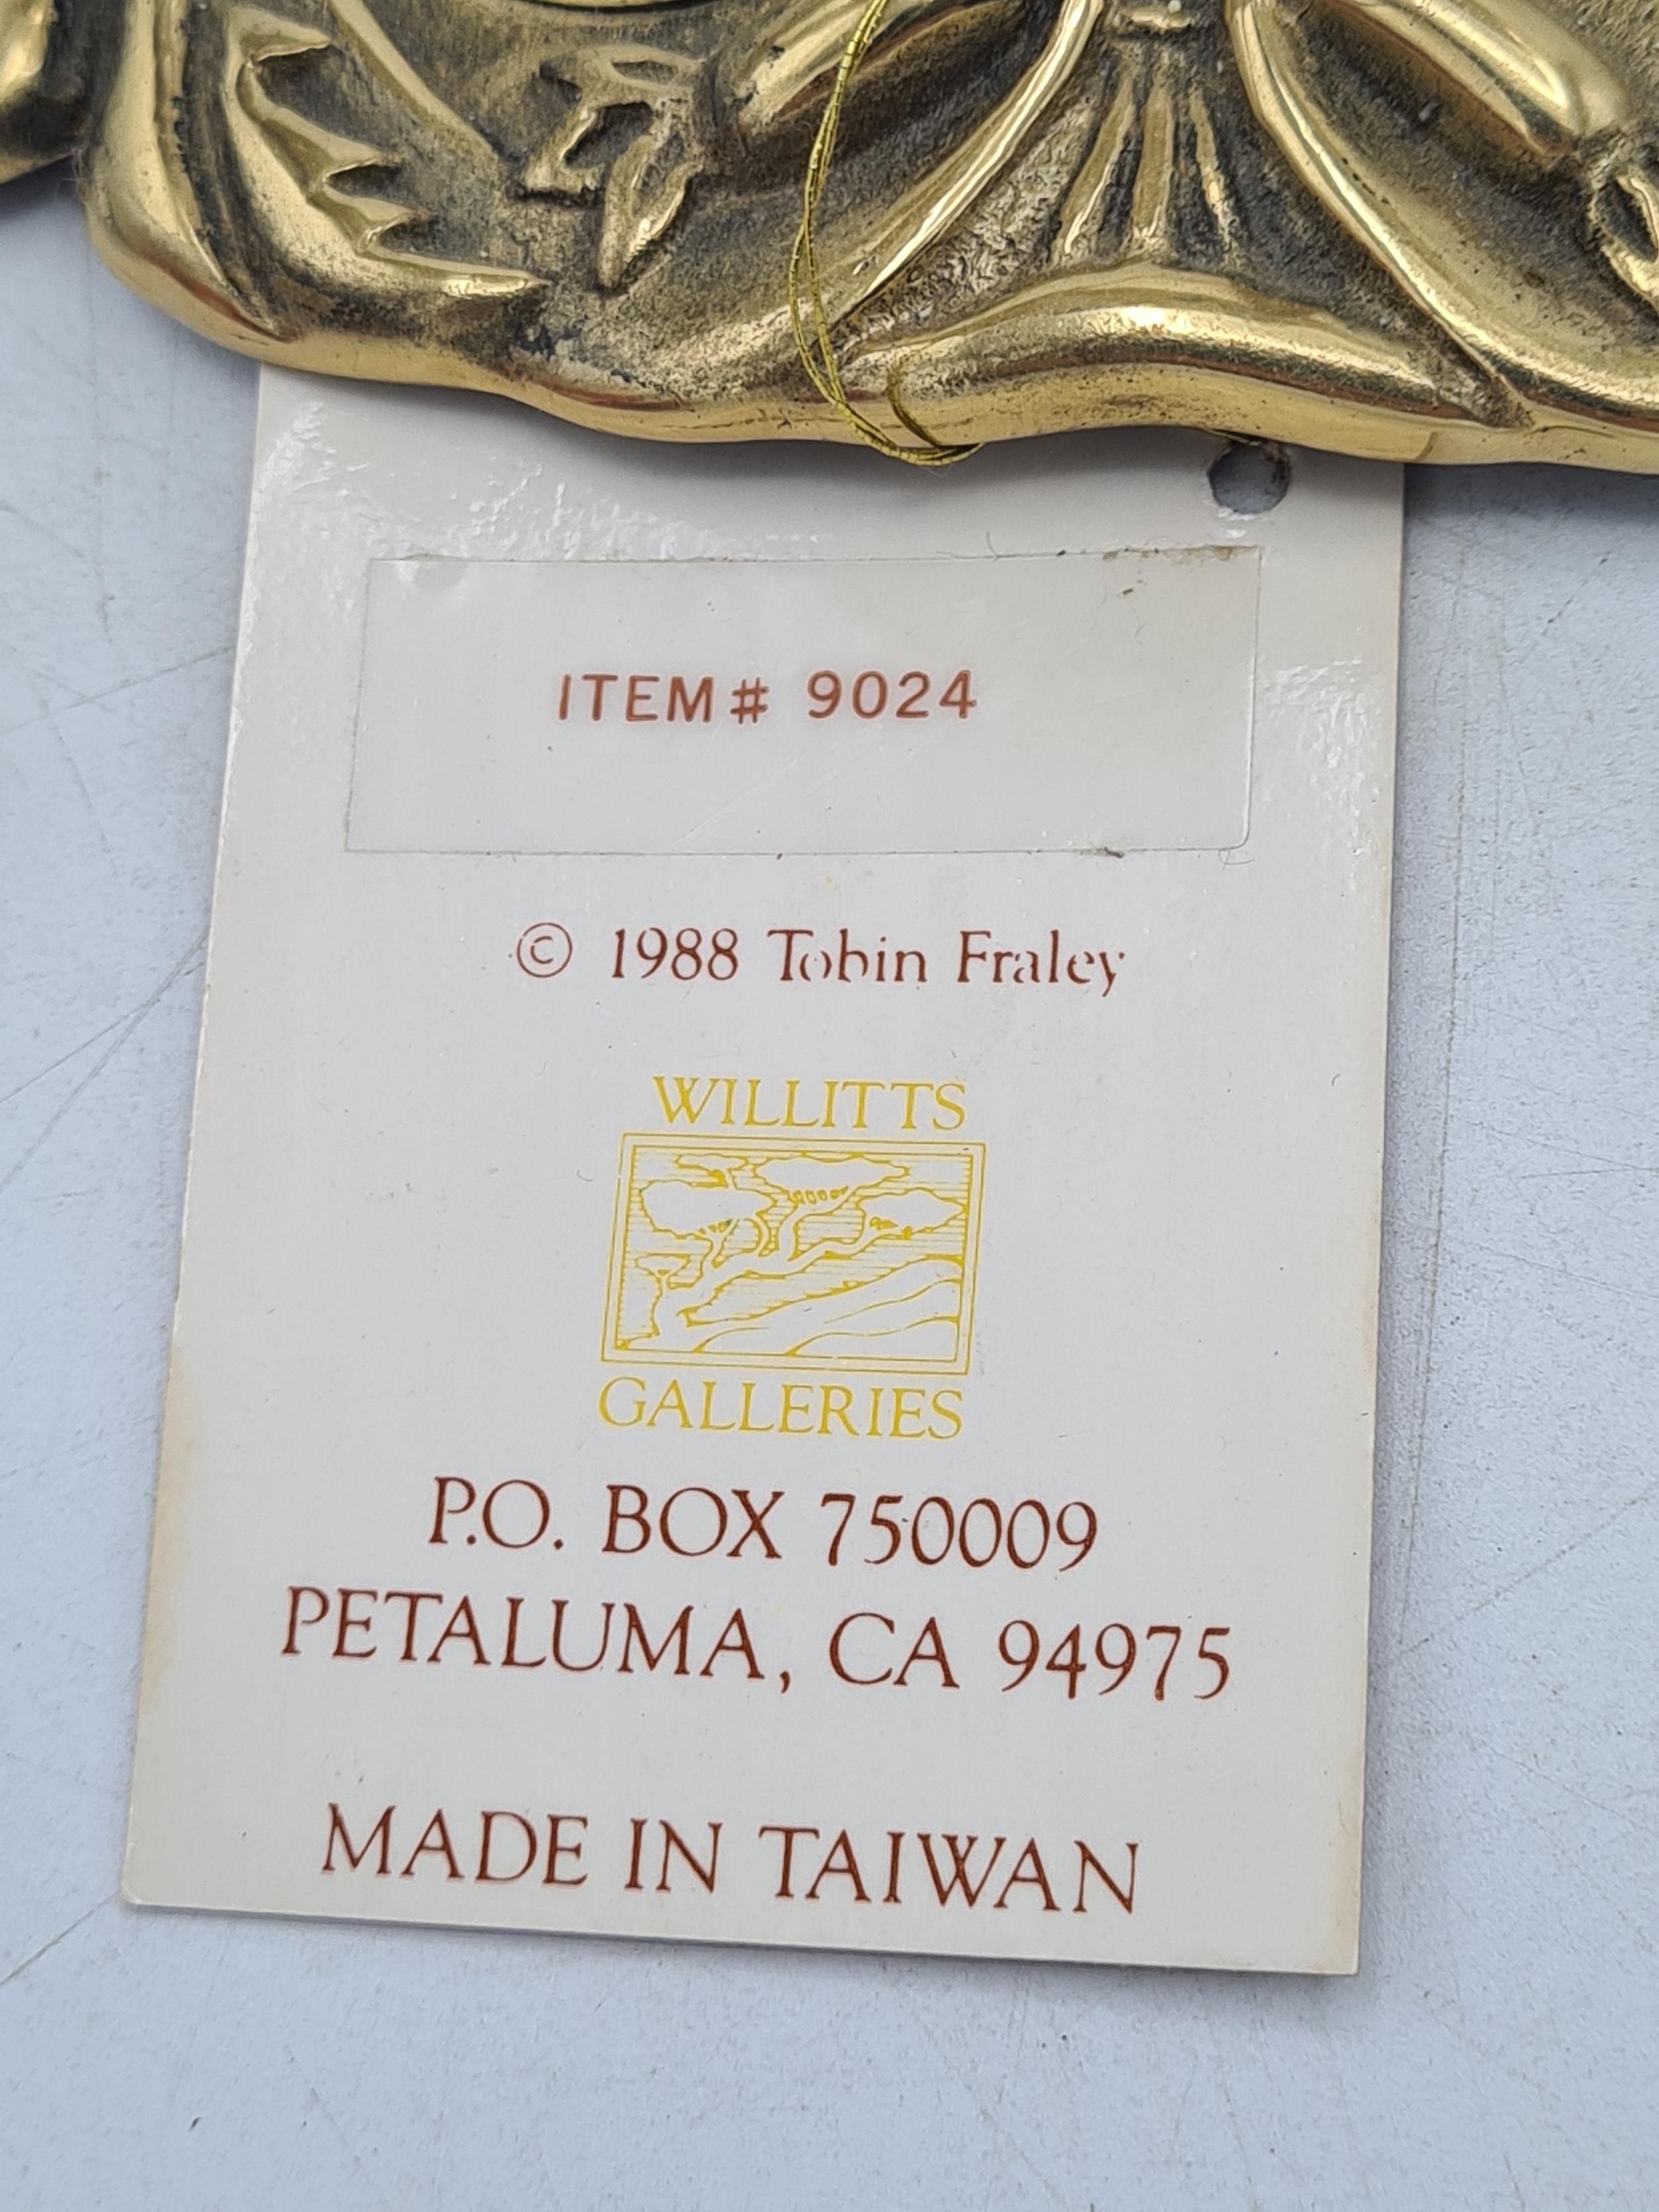 ITEM# 9024
© 1988 Tobin Fraley
WILLITTS
GALLERIES
P.O. BOX 750009
PETALUMA, CA 94975
MADE IN TAIWAN